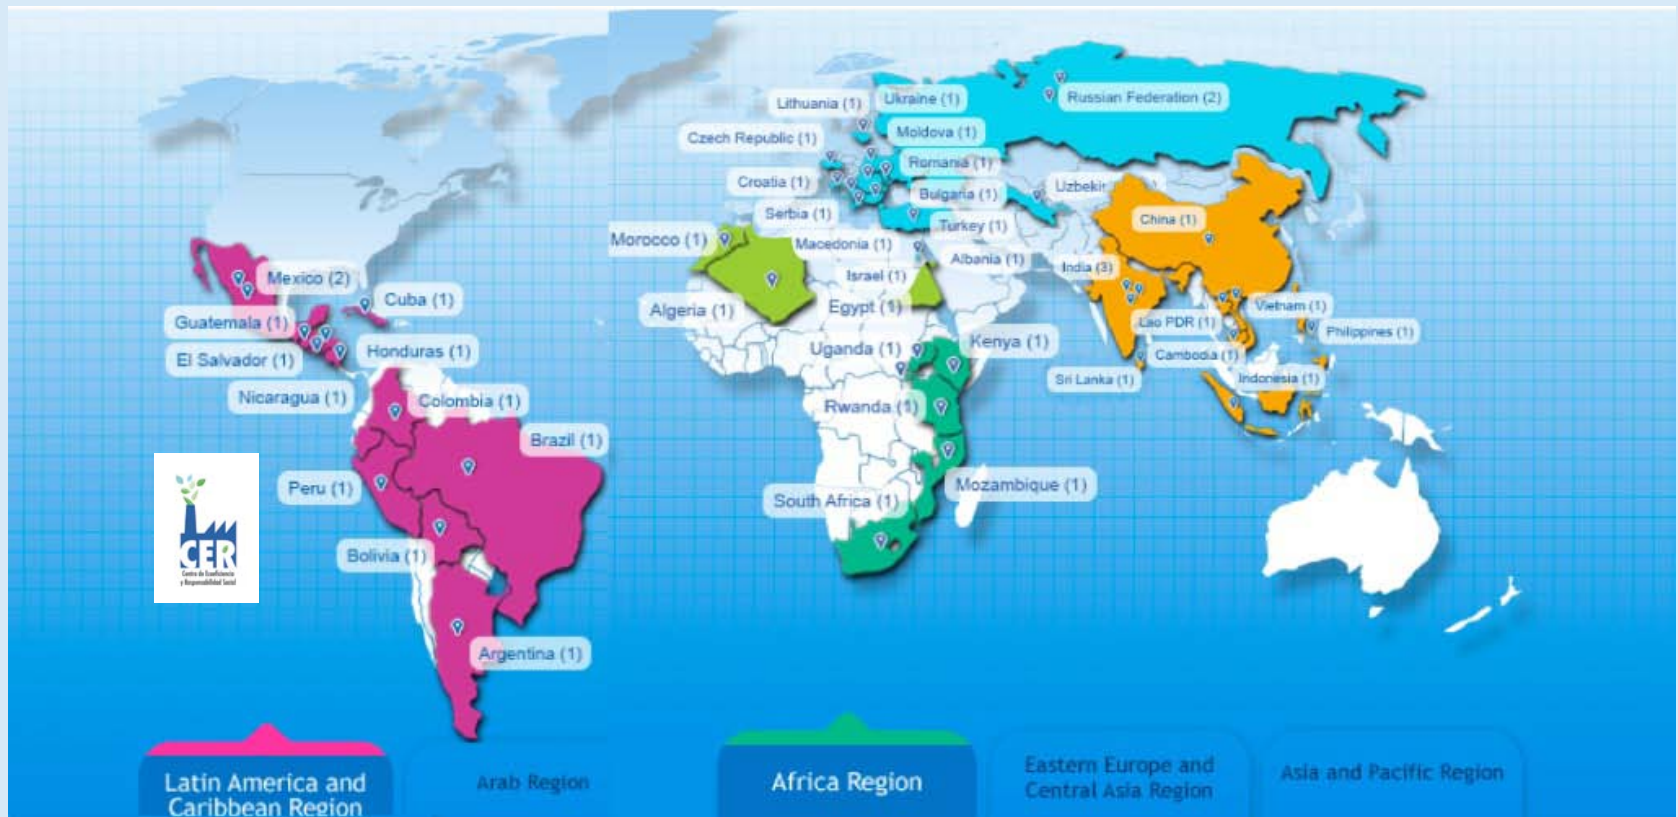 Lithuania (1)
Ukraine (1)
Russian Federation (2)
Czech Republic (1)
Moldova (1)
Romania (1)
Croatia (1)
Bulgaria (1)
Serbia (1)
Turkey (1)
China (1)
Morocco (1)
Macedonia (1)
Albania (1)
India (3)
Mexico (2)
Israel (1)
Cuba (1)
Algeria (1)
Egypt (1)
Vietnam (1)
Guatemala (1)
Lao PDR (1)
Philippines (1)
El Salvador (1)
Honduras (1)
Uganda (1)
Kenya (1)
Cambodia (1)
Sri Lanka (1)
Indonesia (1)
Nicaragua (1)
Colombia (1)
Rwanda (1)
Brazil (1)
Peru (1)
Mozambique (1)
South Africa (1)
CER
Centro de Ecoeficiencia
y Responsabilidad Social
Bolivia (1)
Argentina (1)
Latin America and
Caribbean Region
Arab Region
Africa Region
Eastern Europe and
Central Asia Region
Asia and Pacific Region